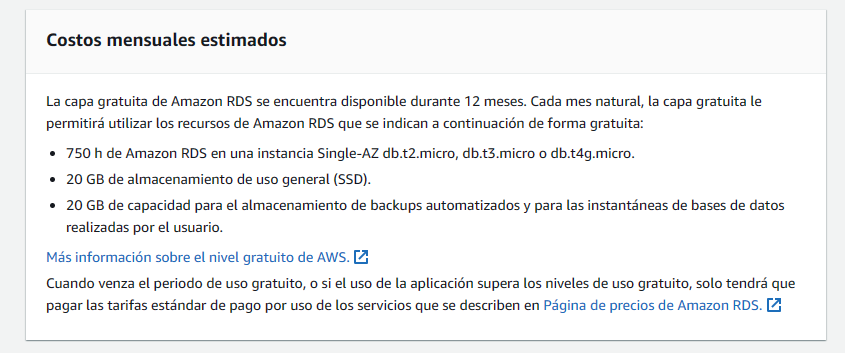 Costos mensuales estimados
La capa gratuita de Amazon RDS se encuentra disponible durante 12 meses. Cada mes natural, la capa gratuita le
permitirá utilizar los recursos de Amazon RDS que se indican a continuación de forma gratuita:
• 750 h de Amazon RDS en una instancia Single-AZ db.t2.micro, db.t3.micro o db.t4g.micro.
• 20 GB de almacenamiento de uso general (SSD).
• 20 GB de capacidad para el almacenamiento de backups automatizados y para las instantáneas de bases de datos
realizadas por el usuario.
Más información sobre el nivel gratuito de AWS.
Cuando venza el periodo de uso gratuito, o si el uso de la aplicación supera los niveles de uso gratuito, solo tendrá que
pagar las tarifas estándar de pago por uso de los servicios que se describen en Página de precios de Amazon RDS.